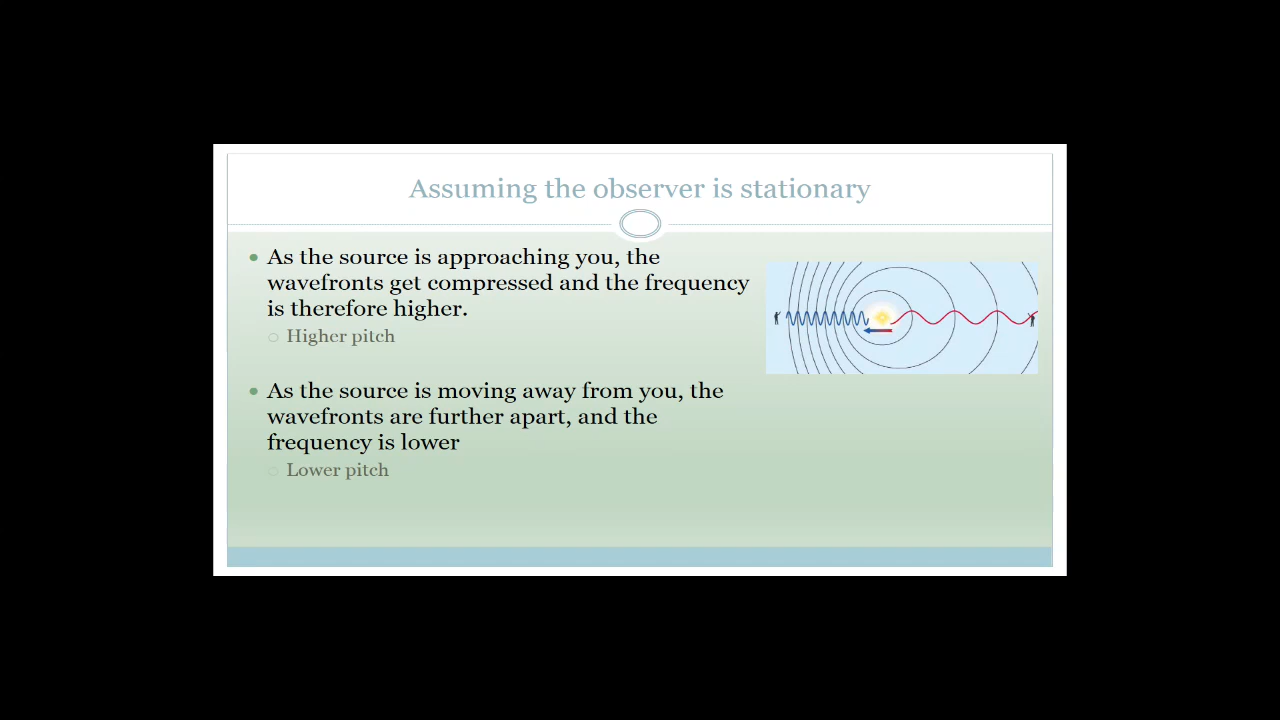 Assuming the observer is stationary
As the source is approaching you, the
wavefronts get compressed and the frequency
is therefore higher.
Higher pitch
As the source is moving away from you, the
wavefronts are further apart, and the
frequency is lower
Lower pitch